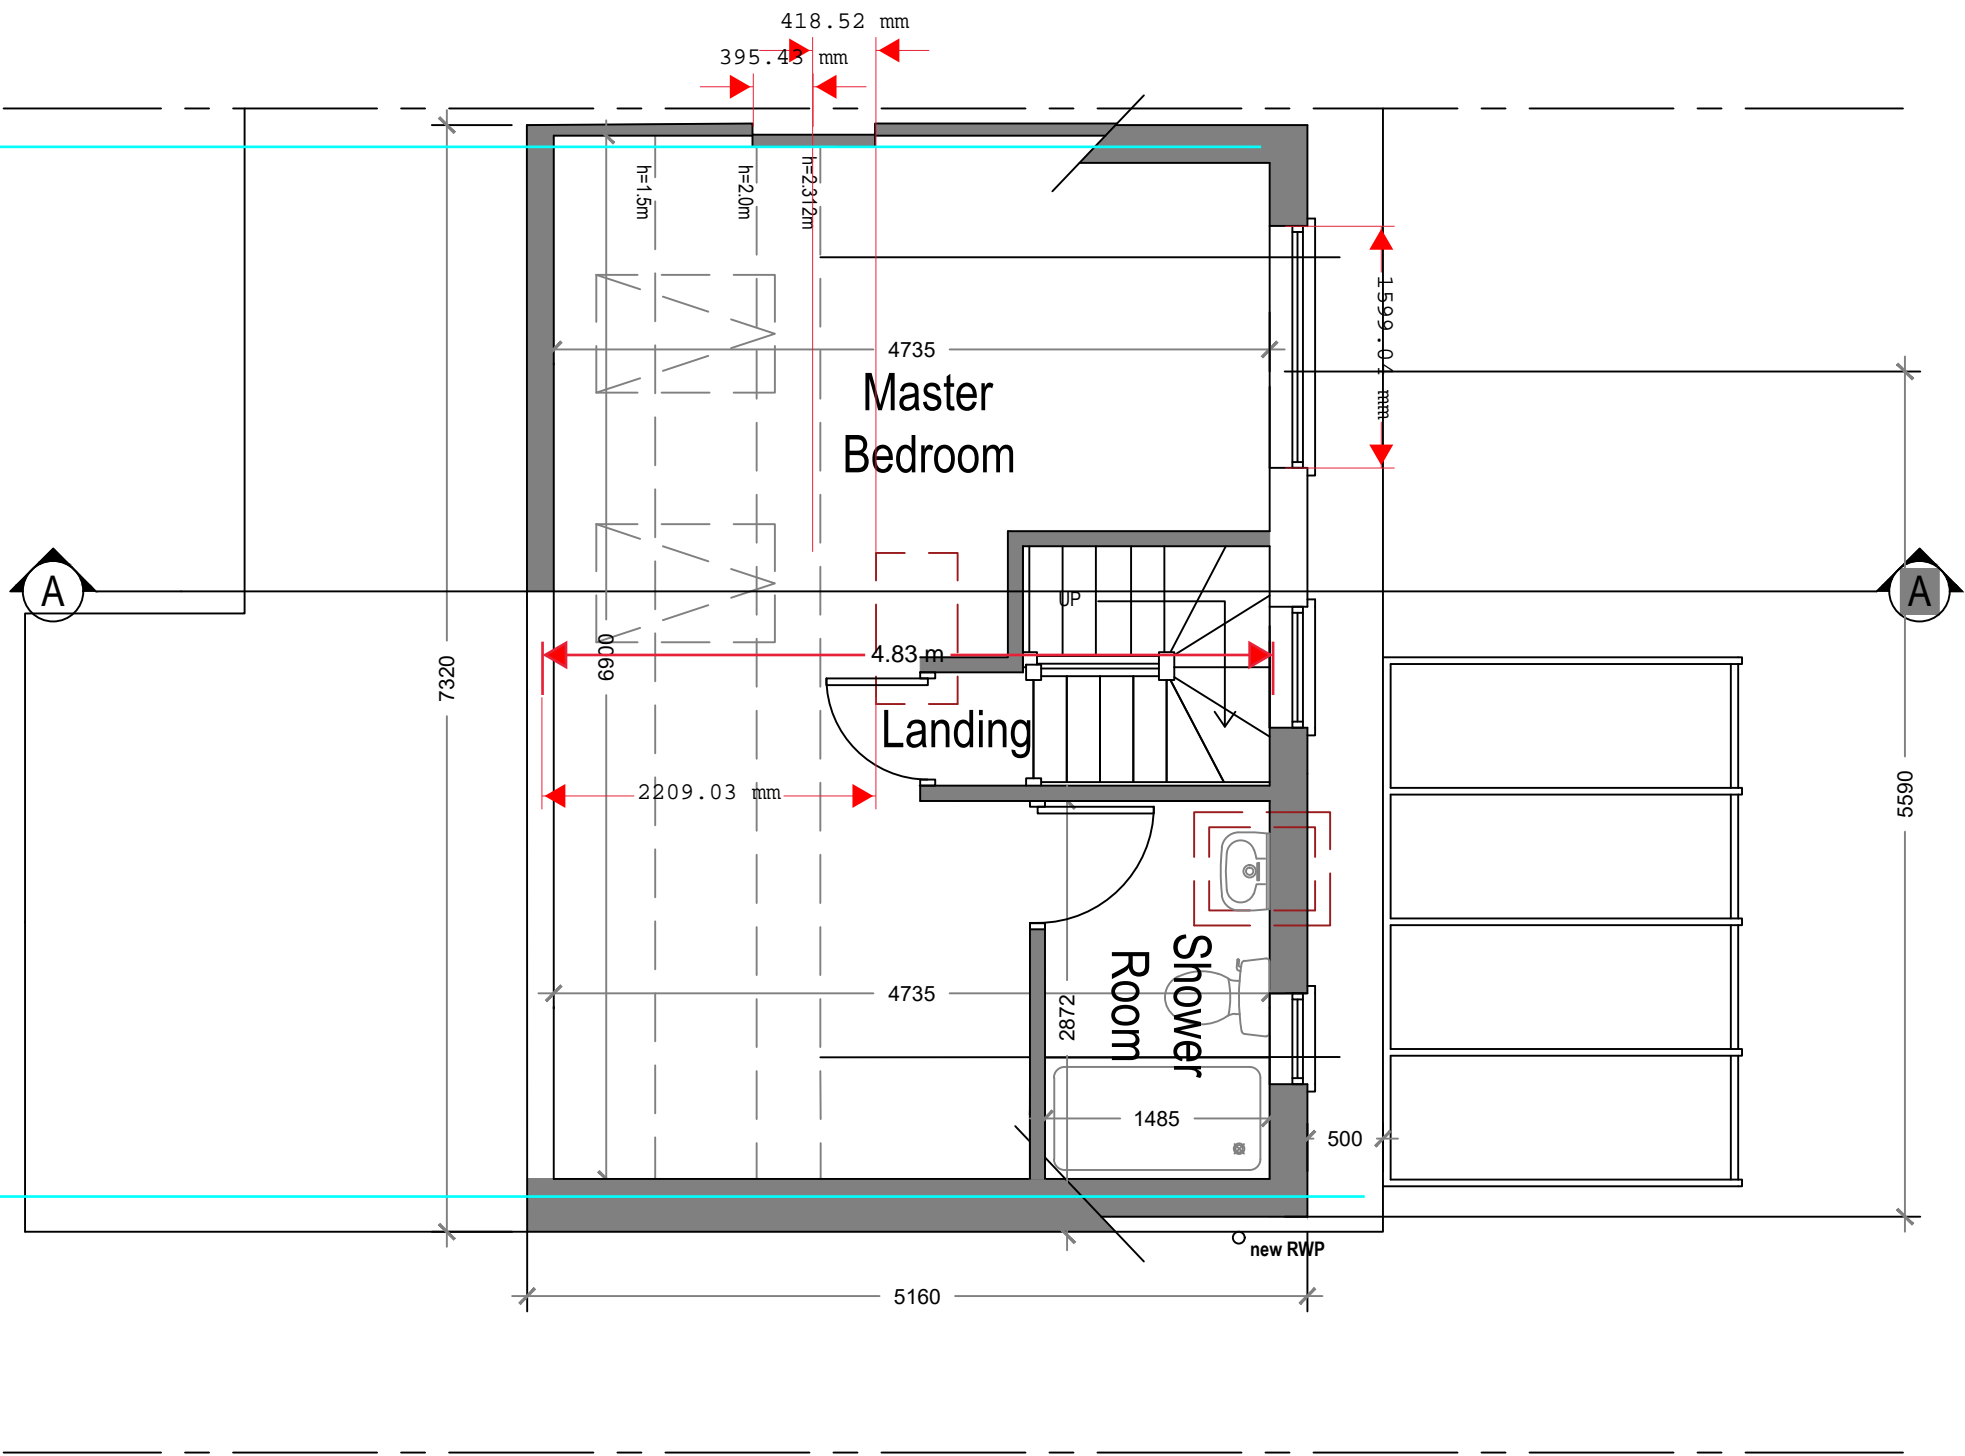 418.52 mm
395.43 mm
h=1.5m
h=2.0m
h=2.312m
1599.04 mm
4735
Master
Bedroom
A
A
UP
6900
4.83 m
7320
Landing
2209.03 mm
5590
4735
2872
Shower
Room
1485
500
new RWP
5160